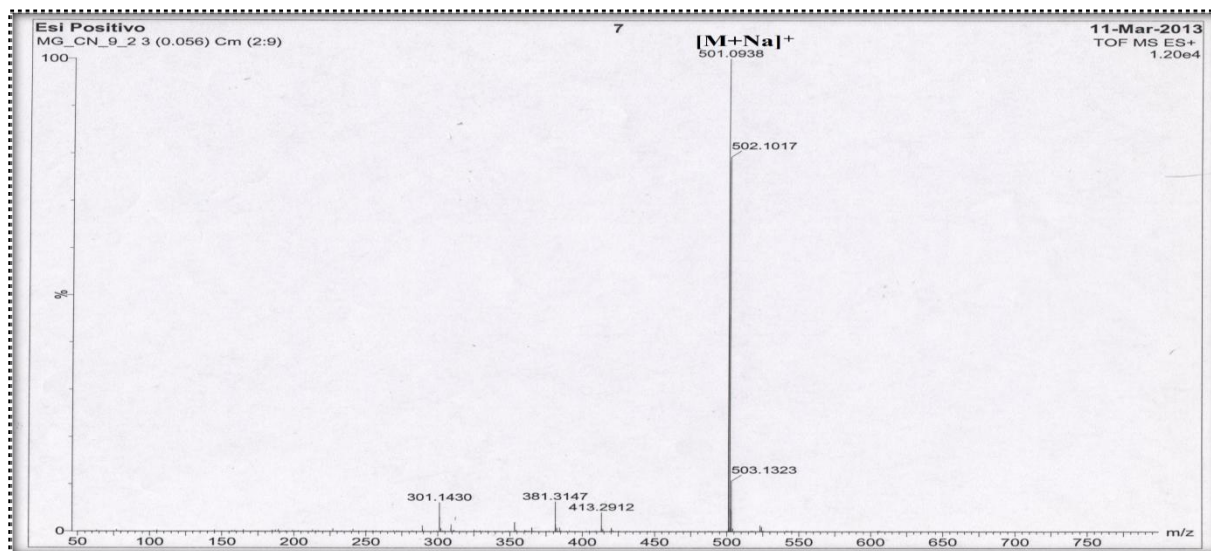 Esi Positivo 7 11-Mar-2013
MG_CN_9_2 3 (0.056) Cm (2:9) [M+Na]⁺ TOF MS ES+
501.0938 1.20e4
100
502.1017
%
503.1323
301.1430 381.3147
413.2912
0
50 100 150 200 250 300 350 400 450 500 550 600 650 700 750 m/z